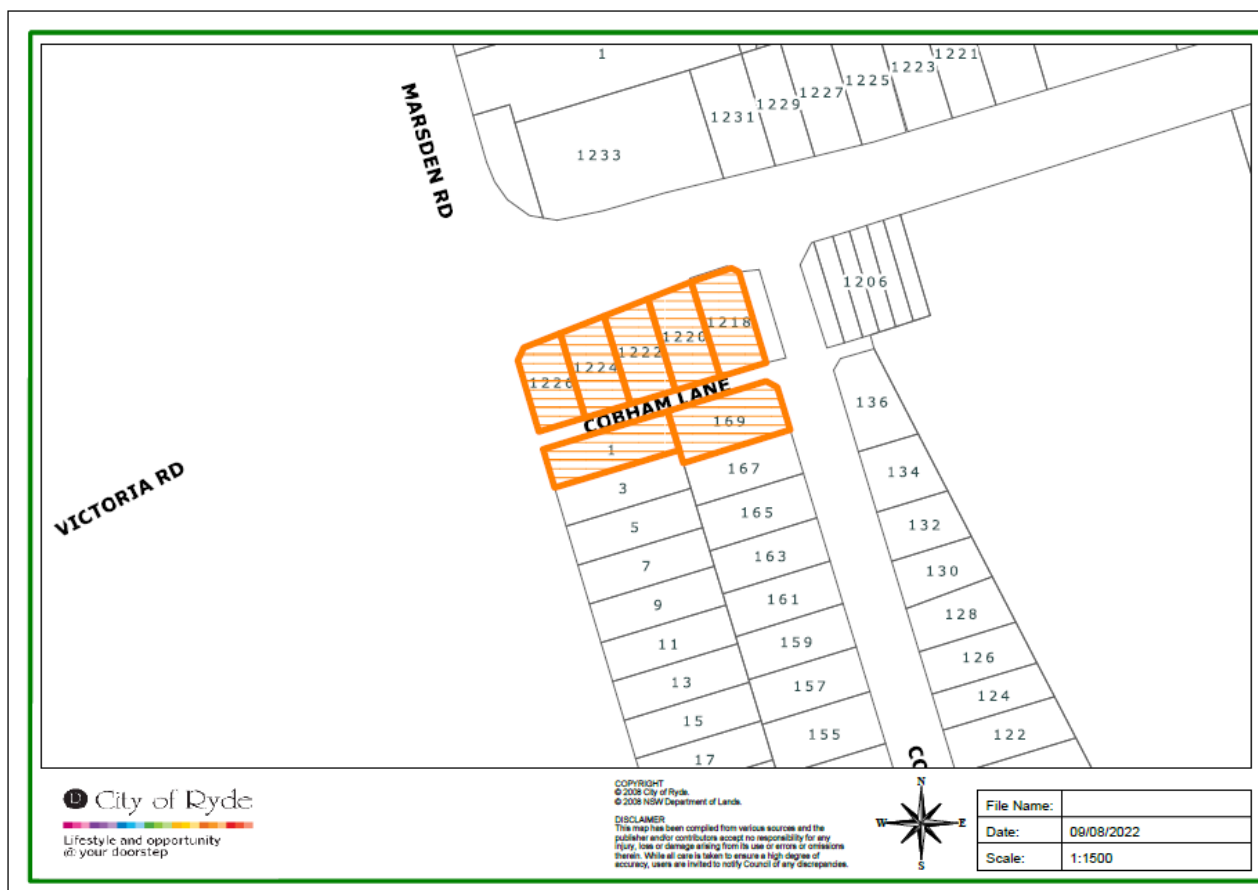 1
1221
1223
1225
1227
1229
1231
1233
MARSDEN RD
1206
1218
1220
1222
1224
1226
COBHAM LANE
1
169
136
VICTORIA RD
3
167
134
5
165
132
7
163
130
9
161
128
11
159
126
13
157
124
15
155
122
17
CO
City of Ryde
Lifestyle and opportunity
@ your doorstep
COPYRIGHT
© 2008 City of Ryde.
© 2008 NSW Department of Lands.
DISCLAIMER
This map has been compiled from various sources and the
publisher and/or contributors accept no responsibility for any
injury, loss or damage arising from its use or errors or omissions
therein. While all care is taken to ensure a high degree of
accuracy, users are invited to notify Council of any discrepancies.
N
W E
S
File Name:
Date: 09/08/2022
Scale: 1:1500